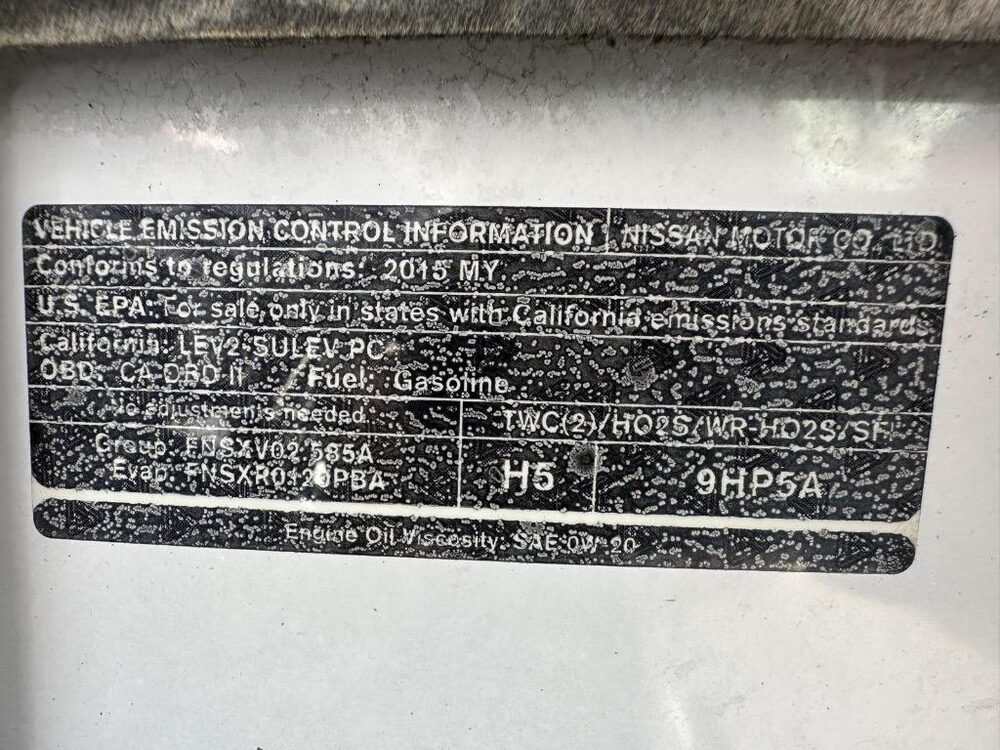 VEHICLE EMISSION CONTROL INFORMATION NISSAN MOTOR CO., LTD.
Conforms to regulations: 2015 MY
U.S. EPA: For sale only in states with California emissions standards.
California: LEV2 SULEV PC
OBD: CA OBD II Fuel: Gasoline
No adjustments needed. TWC(2)/HO2S/WR-HO2S/SFI
Group: FNSXV02.5
Evap: FNSXR0120PBA H5 9HP5A
Engine Oil Viscosity: SAE 0W-20